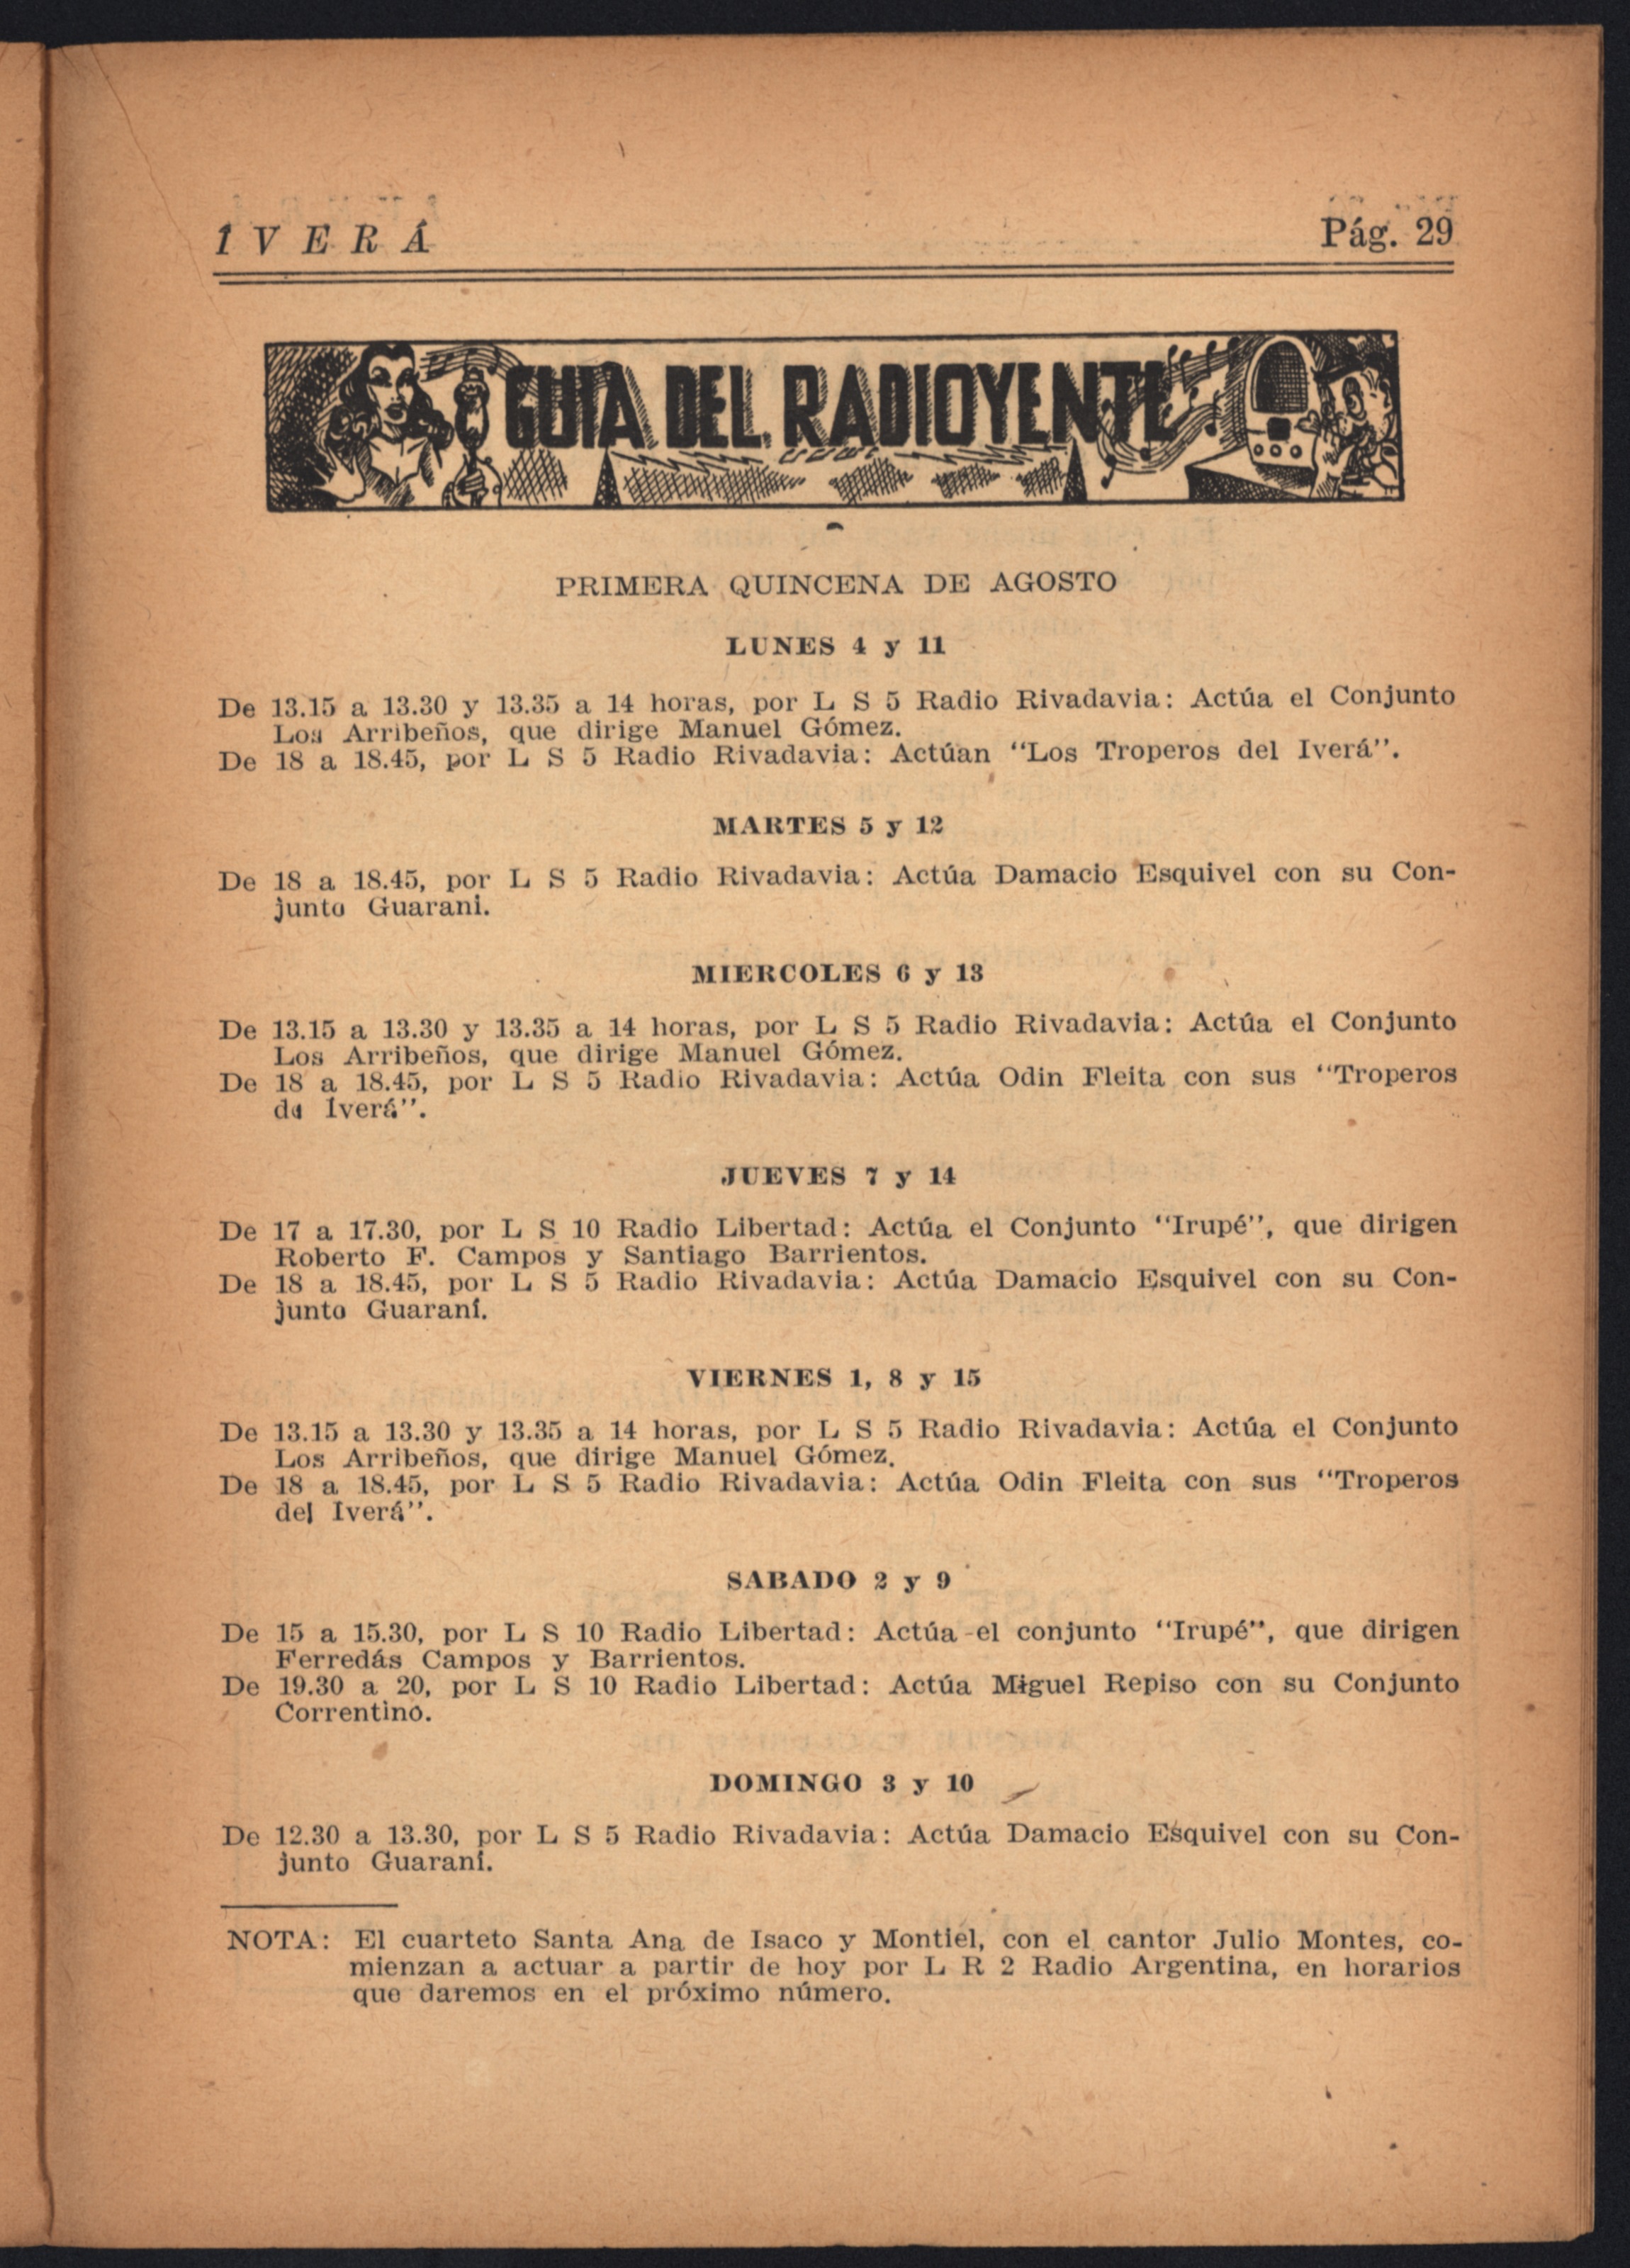 ÍVERÁ
Pág. 29
GUIA DEL RADIOYENTE
PRIMERA QUINCENA DE AGOSTO
LUNES 4 y 11
De 13.15 a 13.30 y 13.35 a 14 horas, por L S 5 Radio Rivadavia: Actúa el Conjunto
Los Arribeños, que dirige Manuel Gómez.
De 18 a 18.45, por L S 5 Radio Rivadavia: Actúan "Los Troperos del Iverá".
MARTES 5 y 12
De 18 a 18.45, por L S 5 Radio Rivadavia: Actúa Damacio Esquivel con su Con-
junto Guarani.
MIERCOLES 6 y 13
De 13.15 a 13.30 y 13.35 a 14 horas, por L S 5 Radio Rivadavia: Actúa el Conjunto
Los Arribeños, que dirige Manuel Gómez.
De 18 a 18.45, por L S 5 Radio Rivadavia: Actúa Odin Fleita con sus "Troperos
de Iverá".
JUEVES 7 y 14
De 17 a 17.30, por L S 10 Radio Libertad: Actúa el Conjunto "Irupé", que dirigen
Roberto F. Campos y Santiago Barrientos.
De 18 a 18.45, por L S 5 Radio Rivadavia: Actúa Damacio Esquivel con su Con-
junto Guaraní.
VIERNES 1, 8 y 15
De 13.15 a 13.30 y 13.35 a 14 horas, por L S 5 Radio Rivadavia: Actúa el Conjunto
Los Arribeños, que dirige Manuel Gómez.
De 18 a 18.45, por L S 5 Radio Rivadavia: Actúa Odin Fleita con sus "Troperos
del Iverá".
SABADO 2 y 9
De 15 a 15.30, por L S 10 Radio Libertad: Actúa el conjunto "Irupé", que dirigen
Ferredás Campos y Barrientos.
De 19.30 a 20, por L S 10 Radio Libertad: Actúa Miguel Repiso con su Conjunto
Correntino.
DOMINGO 3 y 10
De 12.30 a 13.30, por L S 5 Radio Rivadavia: Actúa Damacio Esquivel con su Con-
junto Guaraní.
NOTA: El cuarteto Santa Ana de Isaco y Montiel, con el cantor Julio Montes, co-
mienzan a actuar a partir de hoy por L R 2 Radio Argentina, en horarios
que daremos en el próximo número.